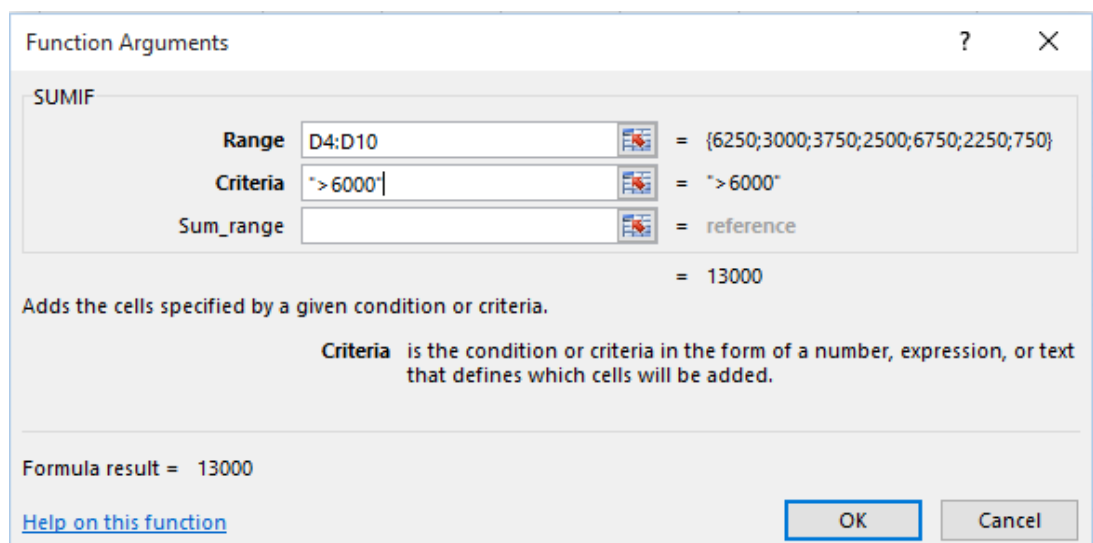 Function Arguments ? ×
SUMIF
Range D4:D10 = {6250;3000;3750;2500;6750;2250;750}
Criteria ">6000" = ">6000"
Sum_range = reference
= 13000
Adds the cells specified by a given condition or criteria.
Criteria is the condition or criteria in the form of a number, expression, or text
that defines which cells will be added.
Formula result = 13000
Help on this function OK Cancel